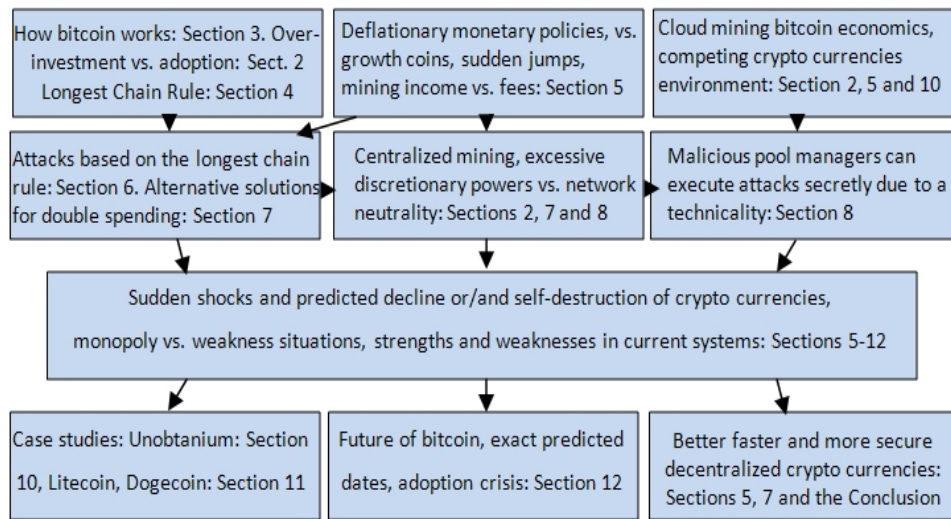 How bitcoin works: Section 3. Over-
investment vs. adoption: Sect. 2
Longest Chain Rule: Section 4
Deflationary monetary policies, vs.
growth coins, sudden jumps,
mining income vs. fees: Section 5
Cloud mining bitcoin economics,
competing crypto currencies
environment: Section 2, 5 and 10
Attacks based on the longest chain
rule: Section 6. Alternative solutions
for double spending: Section 7
Centralized mining, excessive
discretionary powers vs. network
neutrality: Sections 2, 7 and 8
Malicious pool managers can
execute attacks secretly due to a
technicality: Section 8
Sudden shocks and predicted decline or/and self-destruction of crypto currencies,
monopoly vs. weakness situations, strengths and weaknesses in current systems: Sections 5-12
Case studies: Unobtanium: Section
10, Litecoin, Dogecoin: Section 11
Future of bitcoin, exact predicted
dates, adoption crisis: Section 12
Better faster and more secure
decentralized crypto currencies:
Sections 5, 7 and the Conclusion